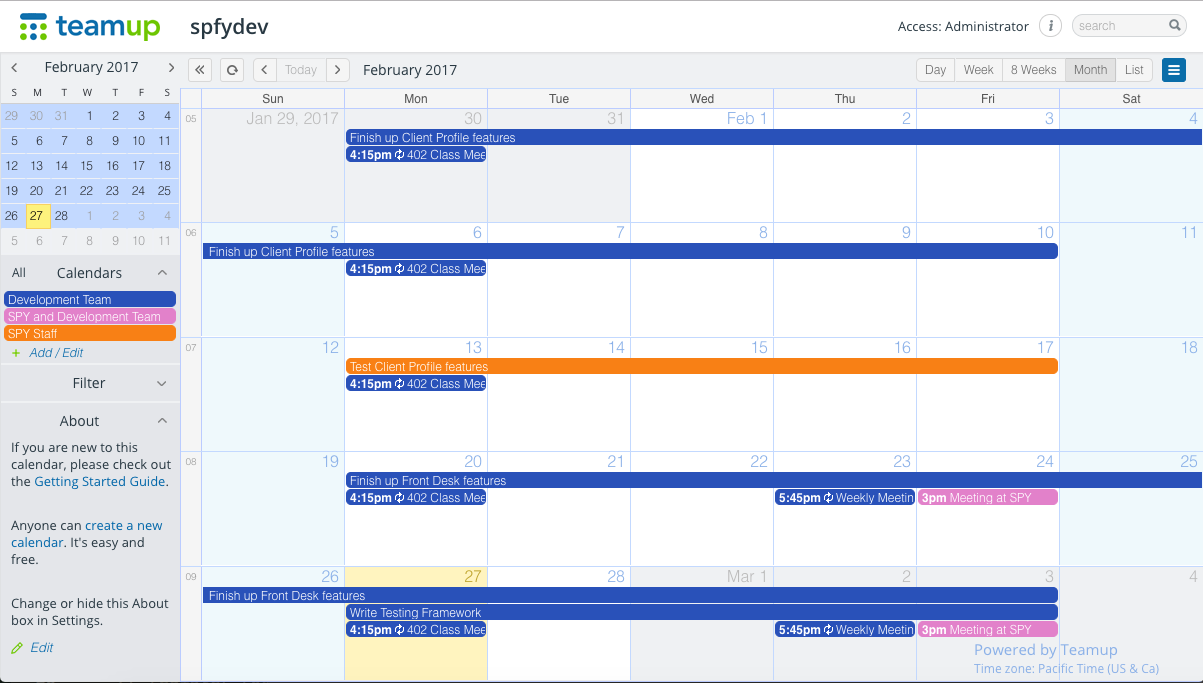 teamup
spfydev
Access: Administrator
i
search
February 2017
S M T W T F S
29 30 31 1 2 3 4
5 6 7 8 9 10 11
12 13 14 15 16 17 18
19 20 21 22 23 24 25
26 27 28 1 2 3 4
5 6 7 8 9 10 11
All Calendars
Development Team
SPY and Development Team
SPY Staff
+ Add / Edit
Filter
About
If you are new to this
calendar, please check out
the Getting Started Guide.
Anyone can create a new
calendar. It's easy and
free.
Change or hide this About
box in Settings.
Edit
Today
February 2017
Day Week 8 Weeks Month List
Sun Mon Tue Wed Thu Fri Sat
05 Jan 29, 2017 30 31 Feb 1 2 3 4
Finish up Client Profile features
4:15pm 402 Class Mee
06 5 6 7 8 9 10 11
Finish up Client Profile features
4:15pm 402 Class Mee
07 12 13 14 15 16 17 18
Test Client Profile features
4:15pm 402 Class Mee
08 19 20 21 22 23 24 25
Finish up Front Desk features
4:15pm 402 Class Mee 5:45pm Weekly Meetin 3pm Meeting at SPY
09 26 27 28 Mar 1 2 3 4
Finish up Front Desk features
Write Testing Framework
4:15pm 402 Class Mee 5:45pm Weekly Meetin 3pm Meeting at SPY
Powered by Teamup
Time zone: Pacific Time (US & Ca)